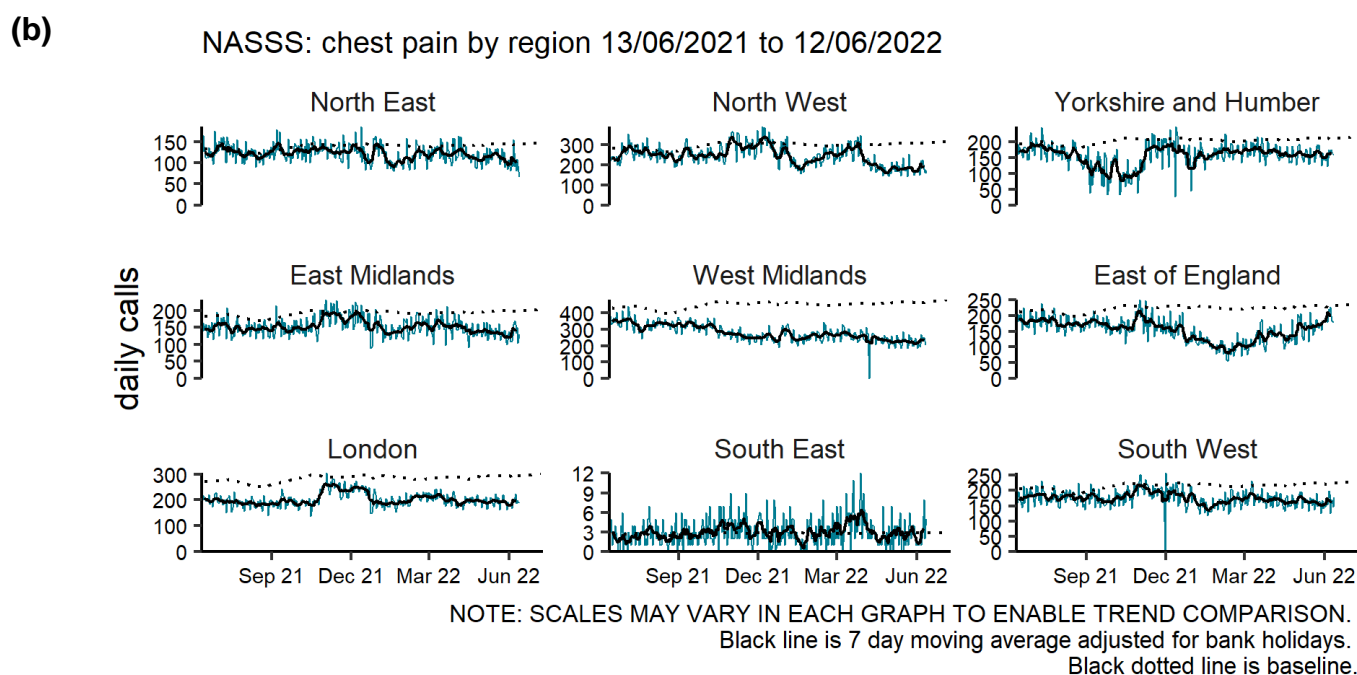 (b)
NASSS: chest pain by region 13/06/2021 to 12/06/2022
daily calls
North East
150
100
50
0
North West
300
200
100
0
Yorkshire and Humber
200
150
100
50
0
East Midlands
200
150
100
50
0
West Midlands
400
300
200
100
0
East of England
250
200
150
100
50
0
London
300
200
100
0
South East
12
9
6
3
0
South West
250
200
150
100
50
0
Sep 21 Dec 21 Mar 22 Jun 22
Sep 21 Dec 21 Mar 22 Jun 22
Sep 21 Dec 21 Mar 22 Jun 22
NOTE: SCALES MAY VARY IN EACH GRAPH TO ENABLE TREND COMPARISON.
Black line is 7 day moving average adjusted for bank holidays.
Black dotted line is baseline.